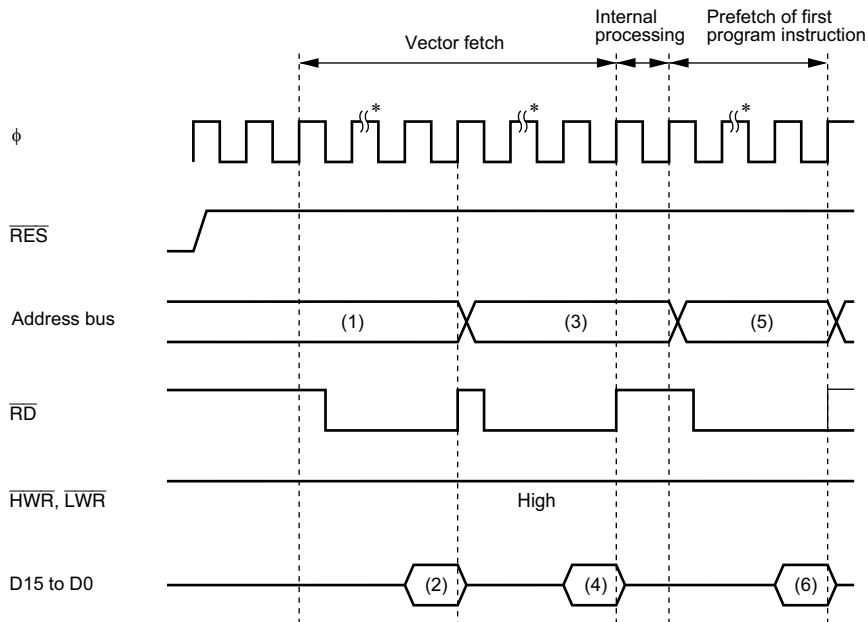 Vector fetch
Internal
processing
Prefetch of first
program instruction
* * *
ϕ
RES
Address bus
(1) (3) (5)
RD
HWR, LWR
High
D15 to D0
(2) (4) (6)